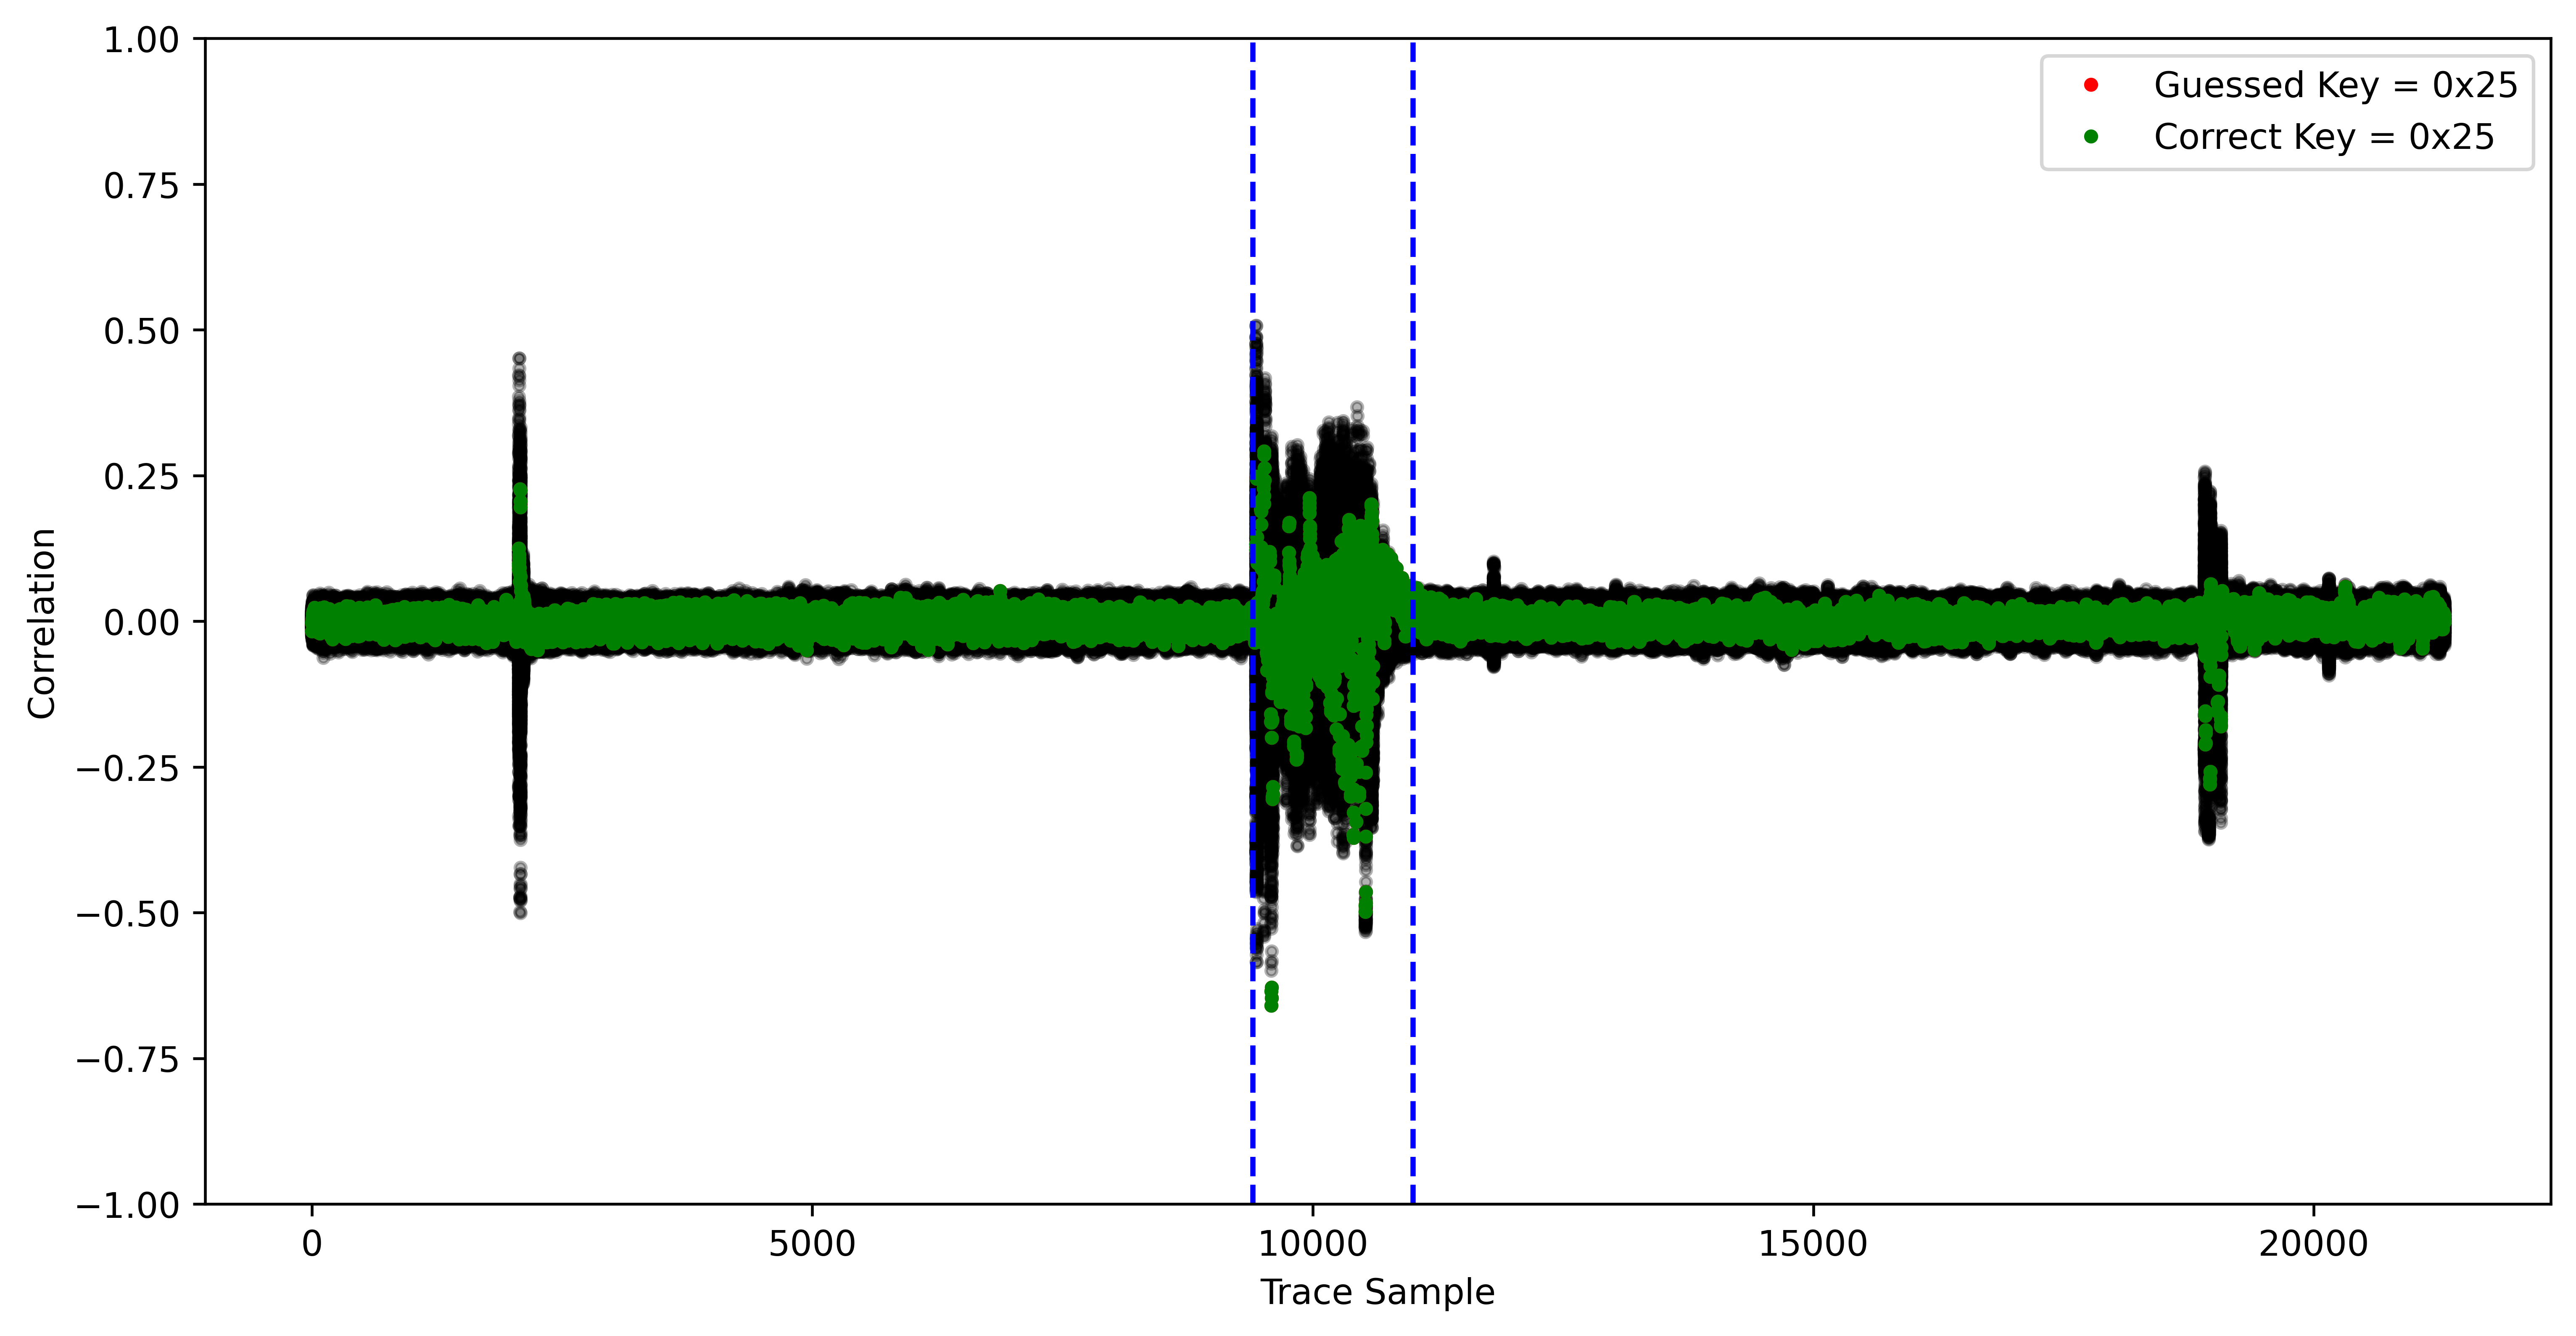 1.00
0.75
0.50
0.25
0.00
−0.25
−0.50
−0.75
−1.00
Correlation
Guessed Key = 0x25
Correct Key = 0x25
0 5000 10000 15000 20000
Trace Sample